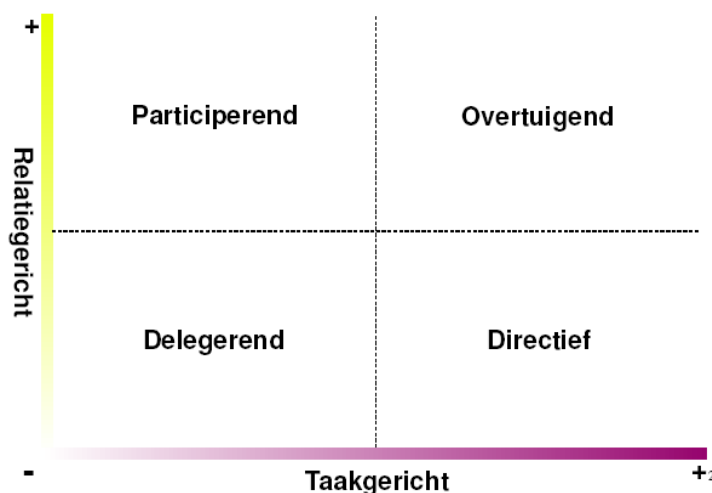 +
Participerend
Overtuigend
Relatiegericht
Delegerend
Directief
-
Taakgericht
+